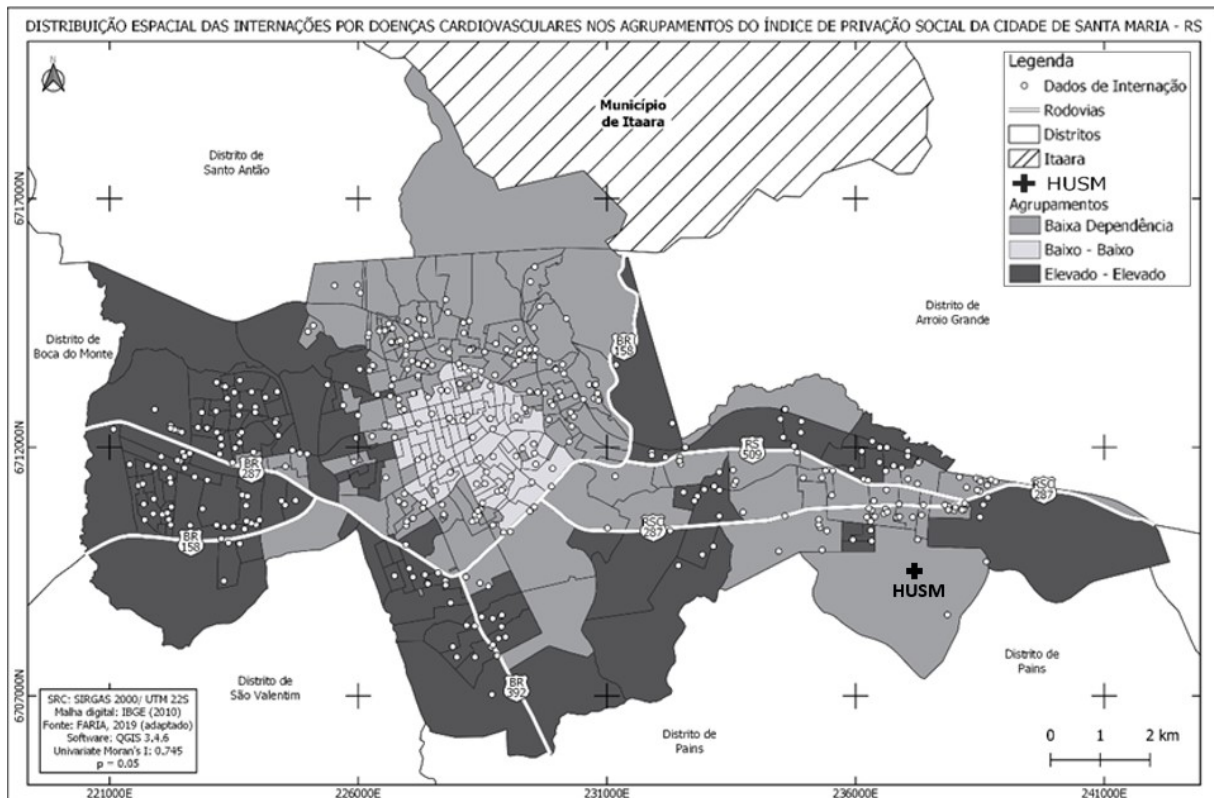 DISTRIBUIÇÃO ESPACIAL DAS INTERNAÇÕES POR DOENÇAS CARDIOVASCULARES NOS AGRUPAMENTOS DO ÍNDICE DE PRIVAÇÃO SOCIAL DA CIDADE DE SANTA MARIA - RS
N
Município
de Itaara
Legenda
Dados de Internação
Rodovias
Distritos
Itaara
HUSM
Agrupamentos
Baixa Dependência
Baixo - Baixo
Elevado - Elevado
Distrito de
Santo Antão
Distrito de
Boca do Monte
Distrito de
Arroio Grande
BR
158
RS
509
BR
287
RSC
287
RSC
287
BR
158
HUSM
BR
392
Distrito de
São Valentim
Distrito de
Pains
Distrito de
Pains
6717000N
6712000N
6707000N
SRC: SIRGAS 2000/ UTM 22S
Malha digital: IBGE (2010)
Fonte: FARIA, 2019 (adaptado)
Software: QGIS 3.4.6
Univariate Moran's I: 0.745
p = 0.05
0 1 2 km
221000E 226000E 231000E 236000E 241000E